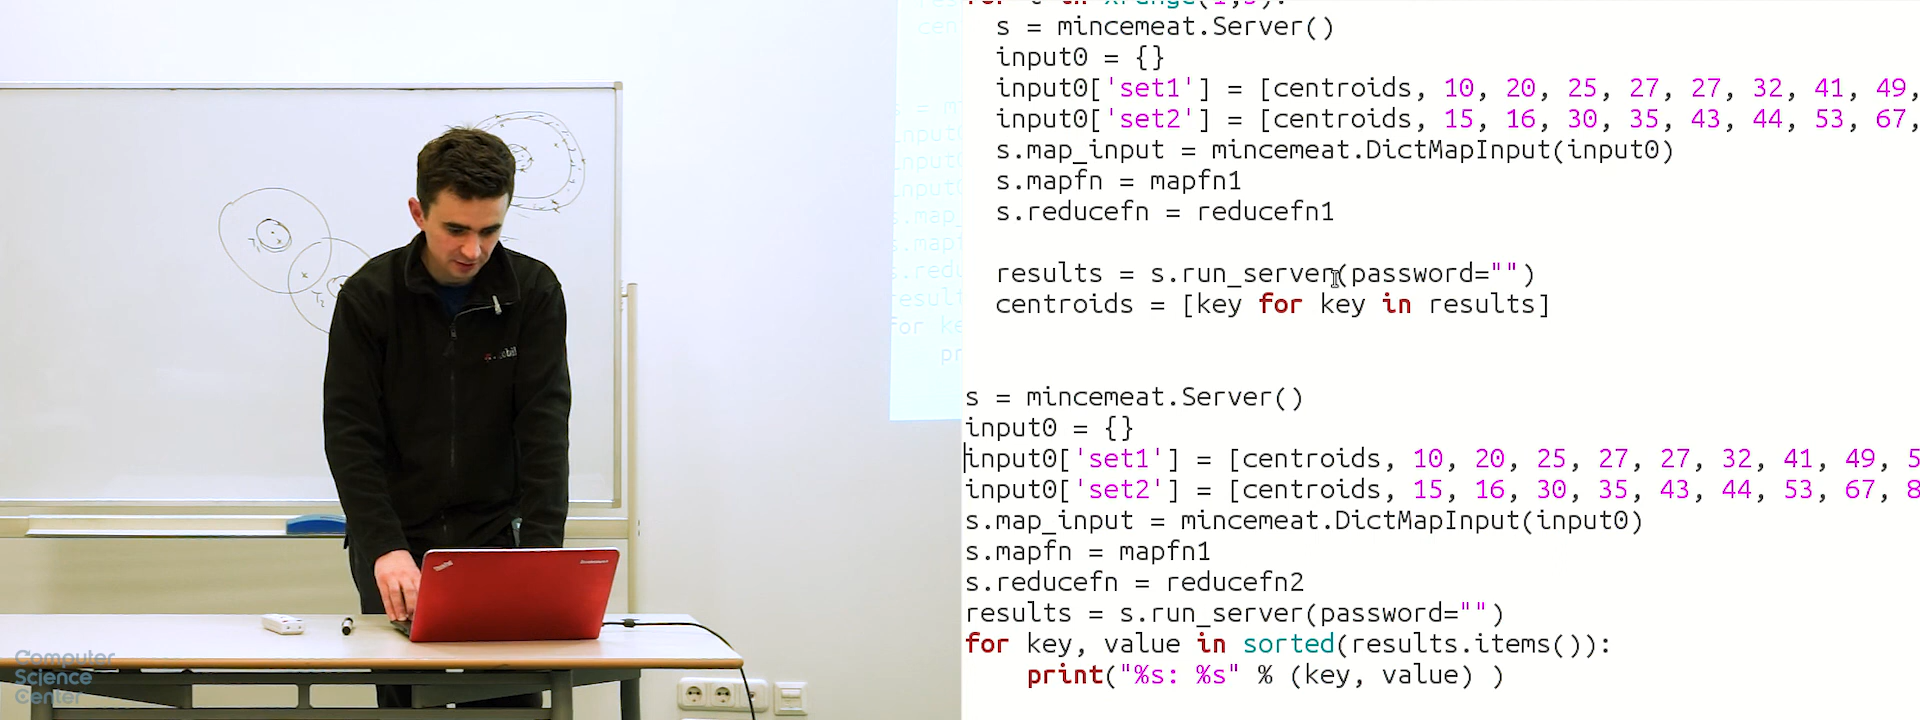 s = mincemeat.Server()
input0 = {}
input0['set1'] = [centroids, 10, 20, 25, 27, 27, 32, 41, 49,
input0['set2'] = [centroids, 15, 16, 30, 35, 43, 44, 53, 67,
s.map_input = mincemeat.DictMapInput(input0)
s.mapfn = mapfn1
s.reducefn = reducefn1
results = s.run_server(password="")
centroids = [key for key in results]
s = mincemeat.Server()
input0 = {}
input0['set1'] = [centroids, 10, 20, 25, 27, 27, 32, 41, 49, 5
input0['set2'] = [centroids, 15, 16, 30, 35, 43, 44, 53, 67, 8
s.map_input = mincemeat.DictMapInput(input0)
s.mapfn = mapfn1
s.reducefn = reducefn2
results = s.run_server(password="")
for key, value in sorted(results.items()):
print("%s: %s" % (key, value) )
Computer
Science
Center